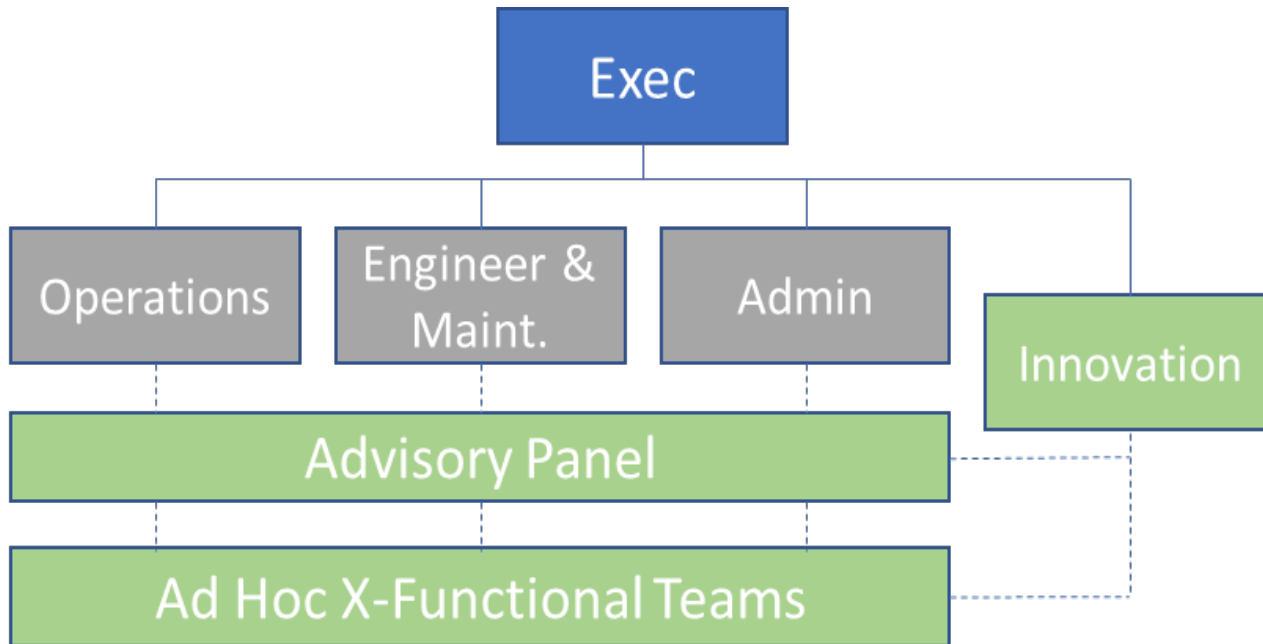 Exec
Operations
Engineer &
Maint.
Admin
Innovation
Advisory Panel
Ad Hoc X-Functional Teams